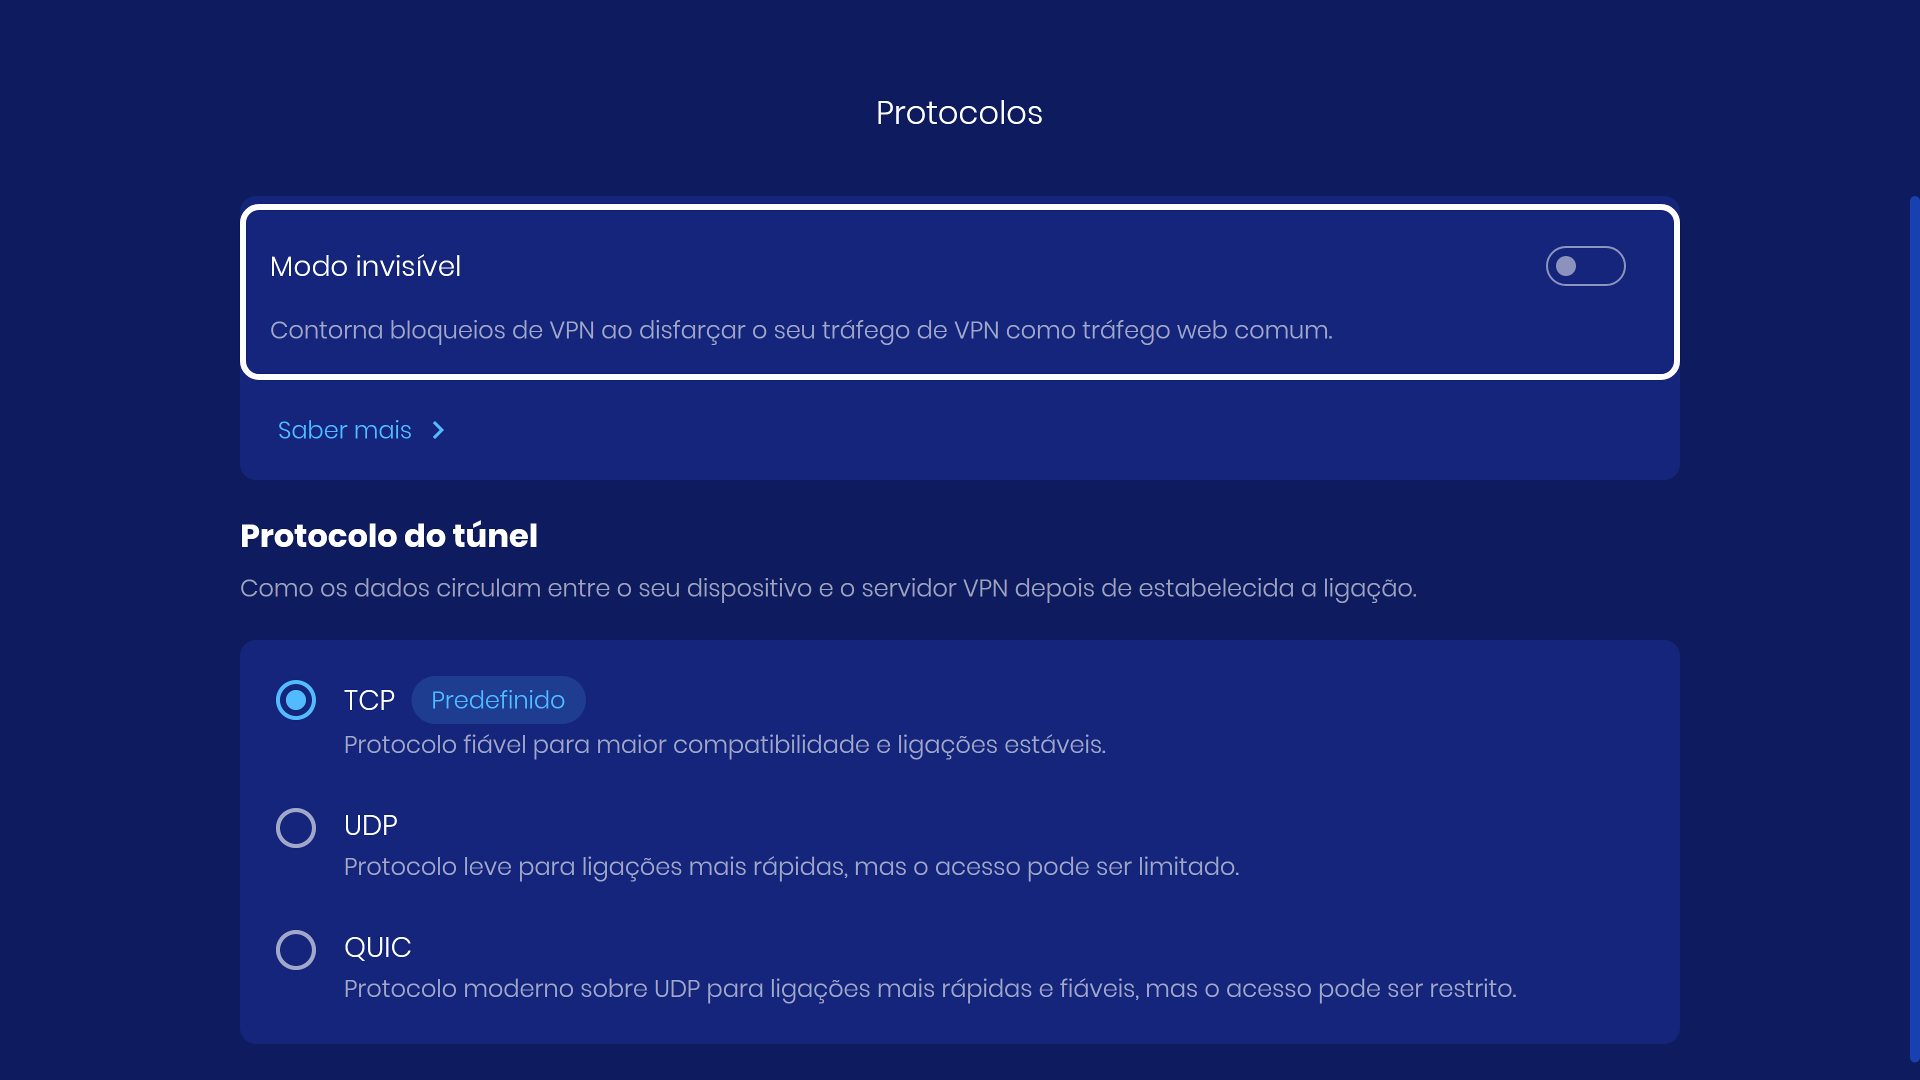 Protocolos
Modo invisível
Contorna bloqueios de VPN ao disfarçar o seu tráfego de VPN como tráfego web comum.
Saber mais
Protocolo do túnel
Como os dados circulam entre o seu dispositivo e o servidor VPN depois de estabelecida a ligação.
TCP Predefinido
Protocolo fiável para maior compatibilidade e ligações estáveis.
UDP
Protocolo leve para ligações mais rápidas, mas o acesso pode ser limitado.
QUIC
Protocolo moderno sobre UDP para ligações mais rápidas e fiáveis, mas o acesso pode ser restrito.